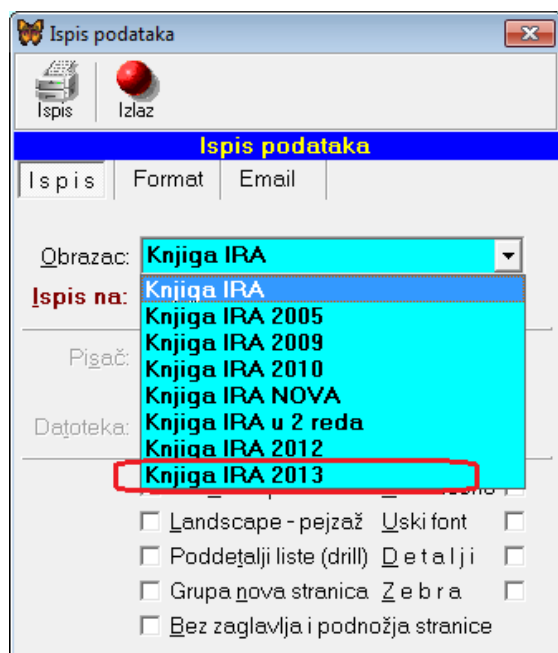 Ispis podataka
Ispis Izlaz
Ispis podataka
Ispis Format Email
Obrazac: Knjiga IRA
Ispis na: Knjiga IRA
Knjiga IRA 2005
Knjiga IRA 2009
Pisač: Knjiga IRA 2010
Knjiga IRA NOVA
Datoteka: Knjiga IRA u 2 reda
Knjiga IRA 2012
Knjiga IRA 2013
Landscape - pejzaž Uski font
Poddetalji liste (drill) Detalji
Grupa nova stranica Zebra
Bez zaglavlja i podnožja stranice